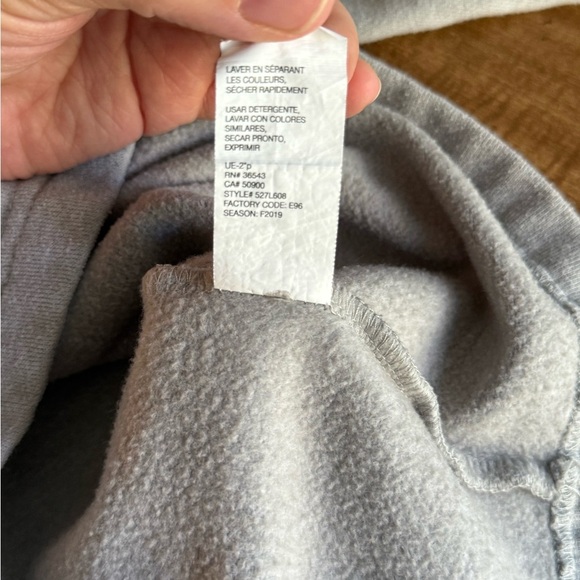 LAVER EN SÉPARANT
LES COULEURS,
SÉCHER RAPIDEMENT
USAR DETERGENTE,
LAVAR CON COLORES
SIMILARES,
SECAR PRONTO,
EXPRIMIR
UE-2"p
RN# 36543
CA# 50900
STYLE# 527L608
FACTORY CODE: E96
SEASON: F2019